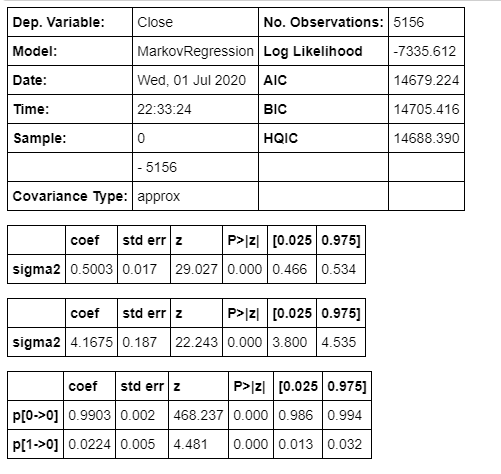 Dep. Variable: Close No. Observations: 5156
Model: MarkovRegression Log Likelihood -7335.612
Date: Wed, 01 Jul 2020 AIC 14679.224
Time: 22:33:24 BIC 14705.416
Sample: 0 HQIC 14688.390
- 5156
Covariance Type: approx
coef std err z P>|z| [0.025 0.975]
sigma2 0.5003 0.017 29.027 0.000 0.466 0.534
coef std err z P>|z| [0.025 0.975]
sigma2 4.1675 0.187 22.243 0.000 3.800 4.535
coef std err z P>|z| [0.025 0.975]
p[0->0] 0.9903 0.002 468.237 0.000 0.986 0.994
p[1->0] 0.0224 0.005 4.481 0.000 0.013 0.032